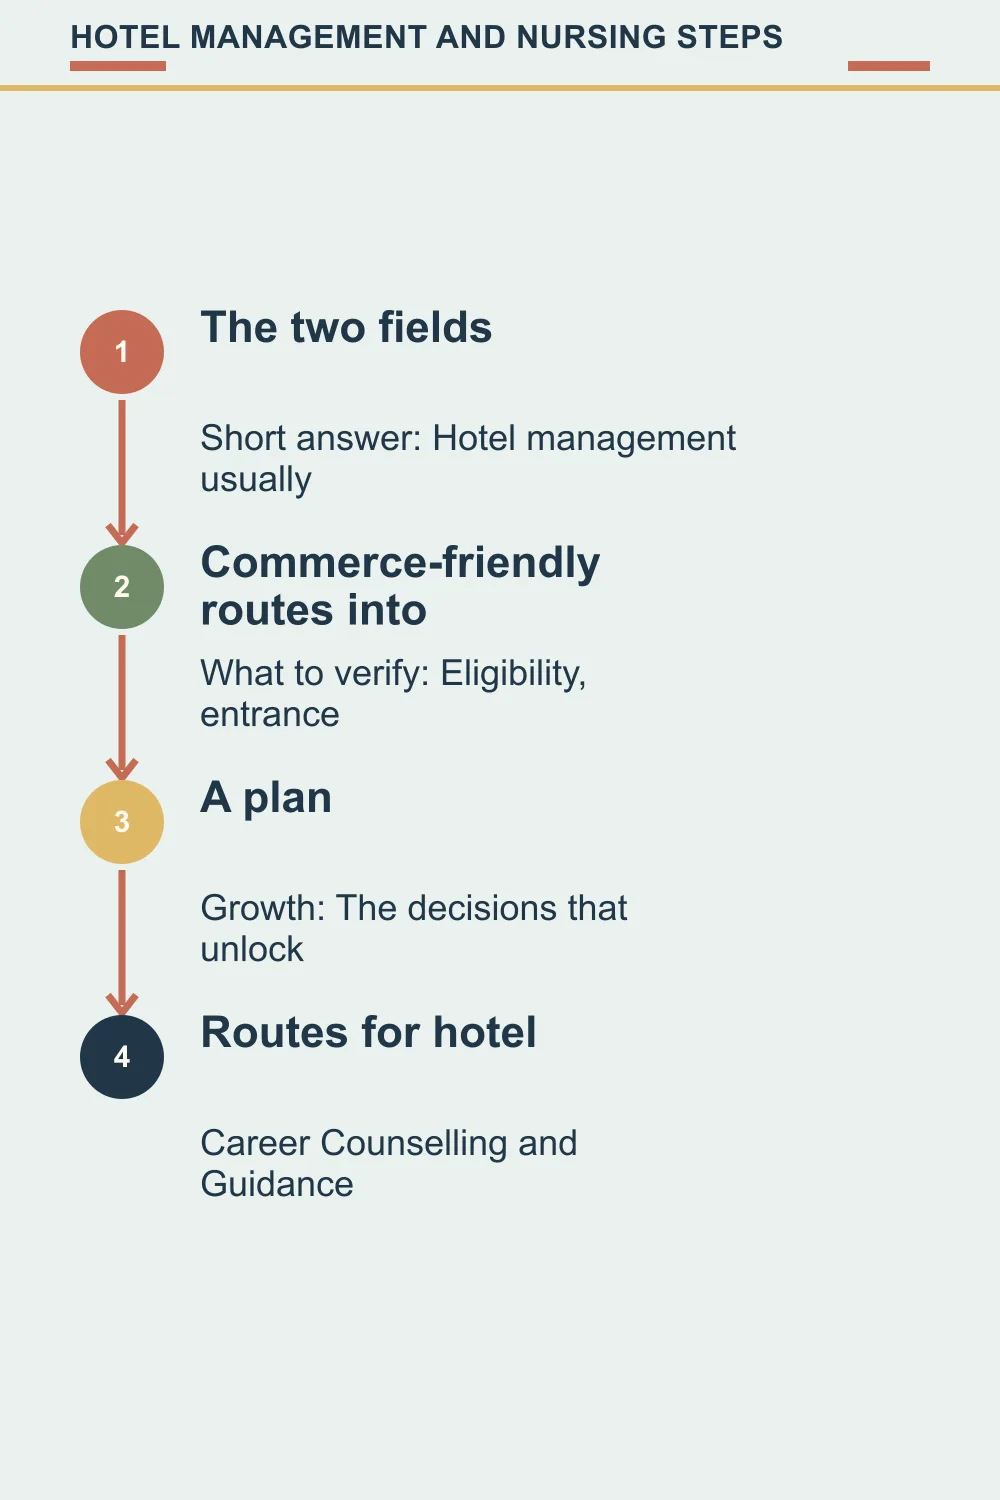 HOTEL MANAGEMENT AND NURSING STEPS
1
The two fields
Short answer: Hotel management
usually
2
Commerce-friendly
routes into
What to verify: Eligibility,
entrance
3
A plan
Growth: The decisions that
unlock
4
Routes for hotel
Career Counselling and
Guidance